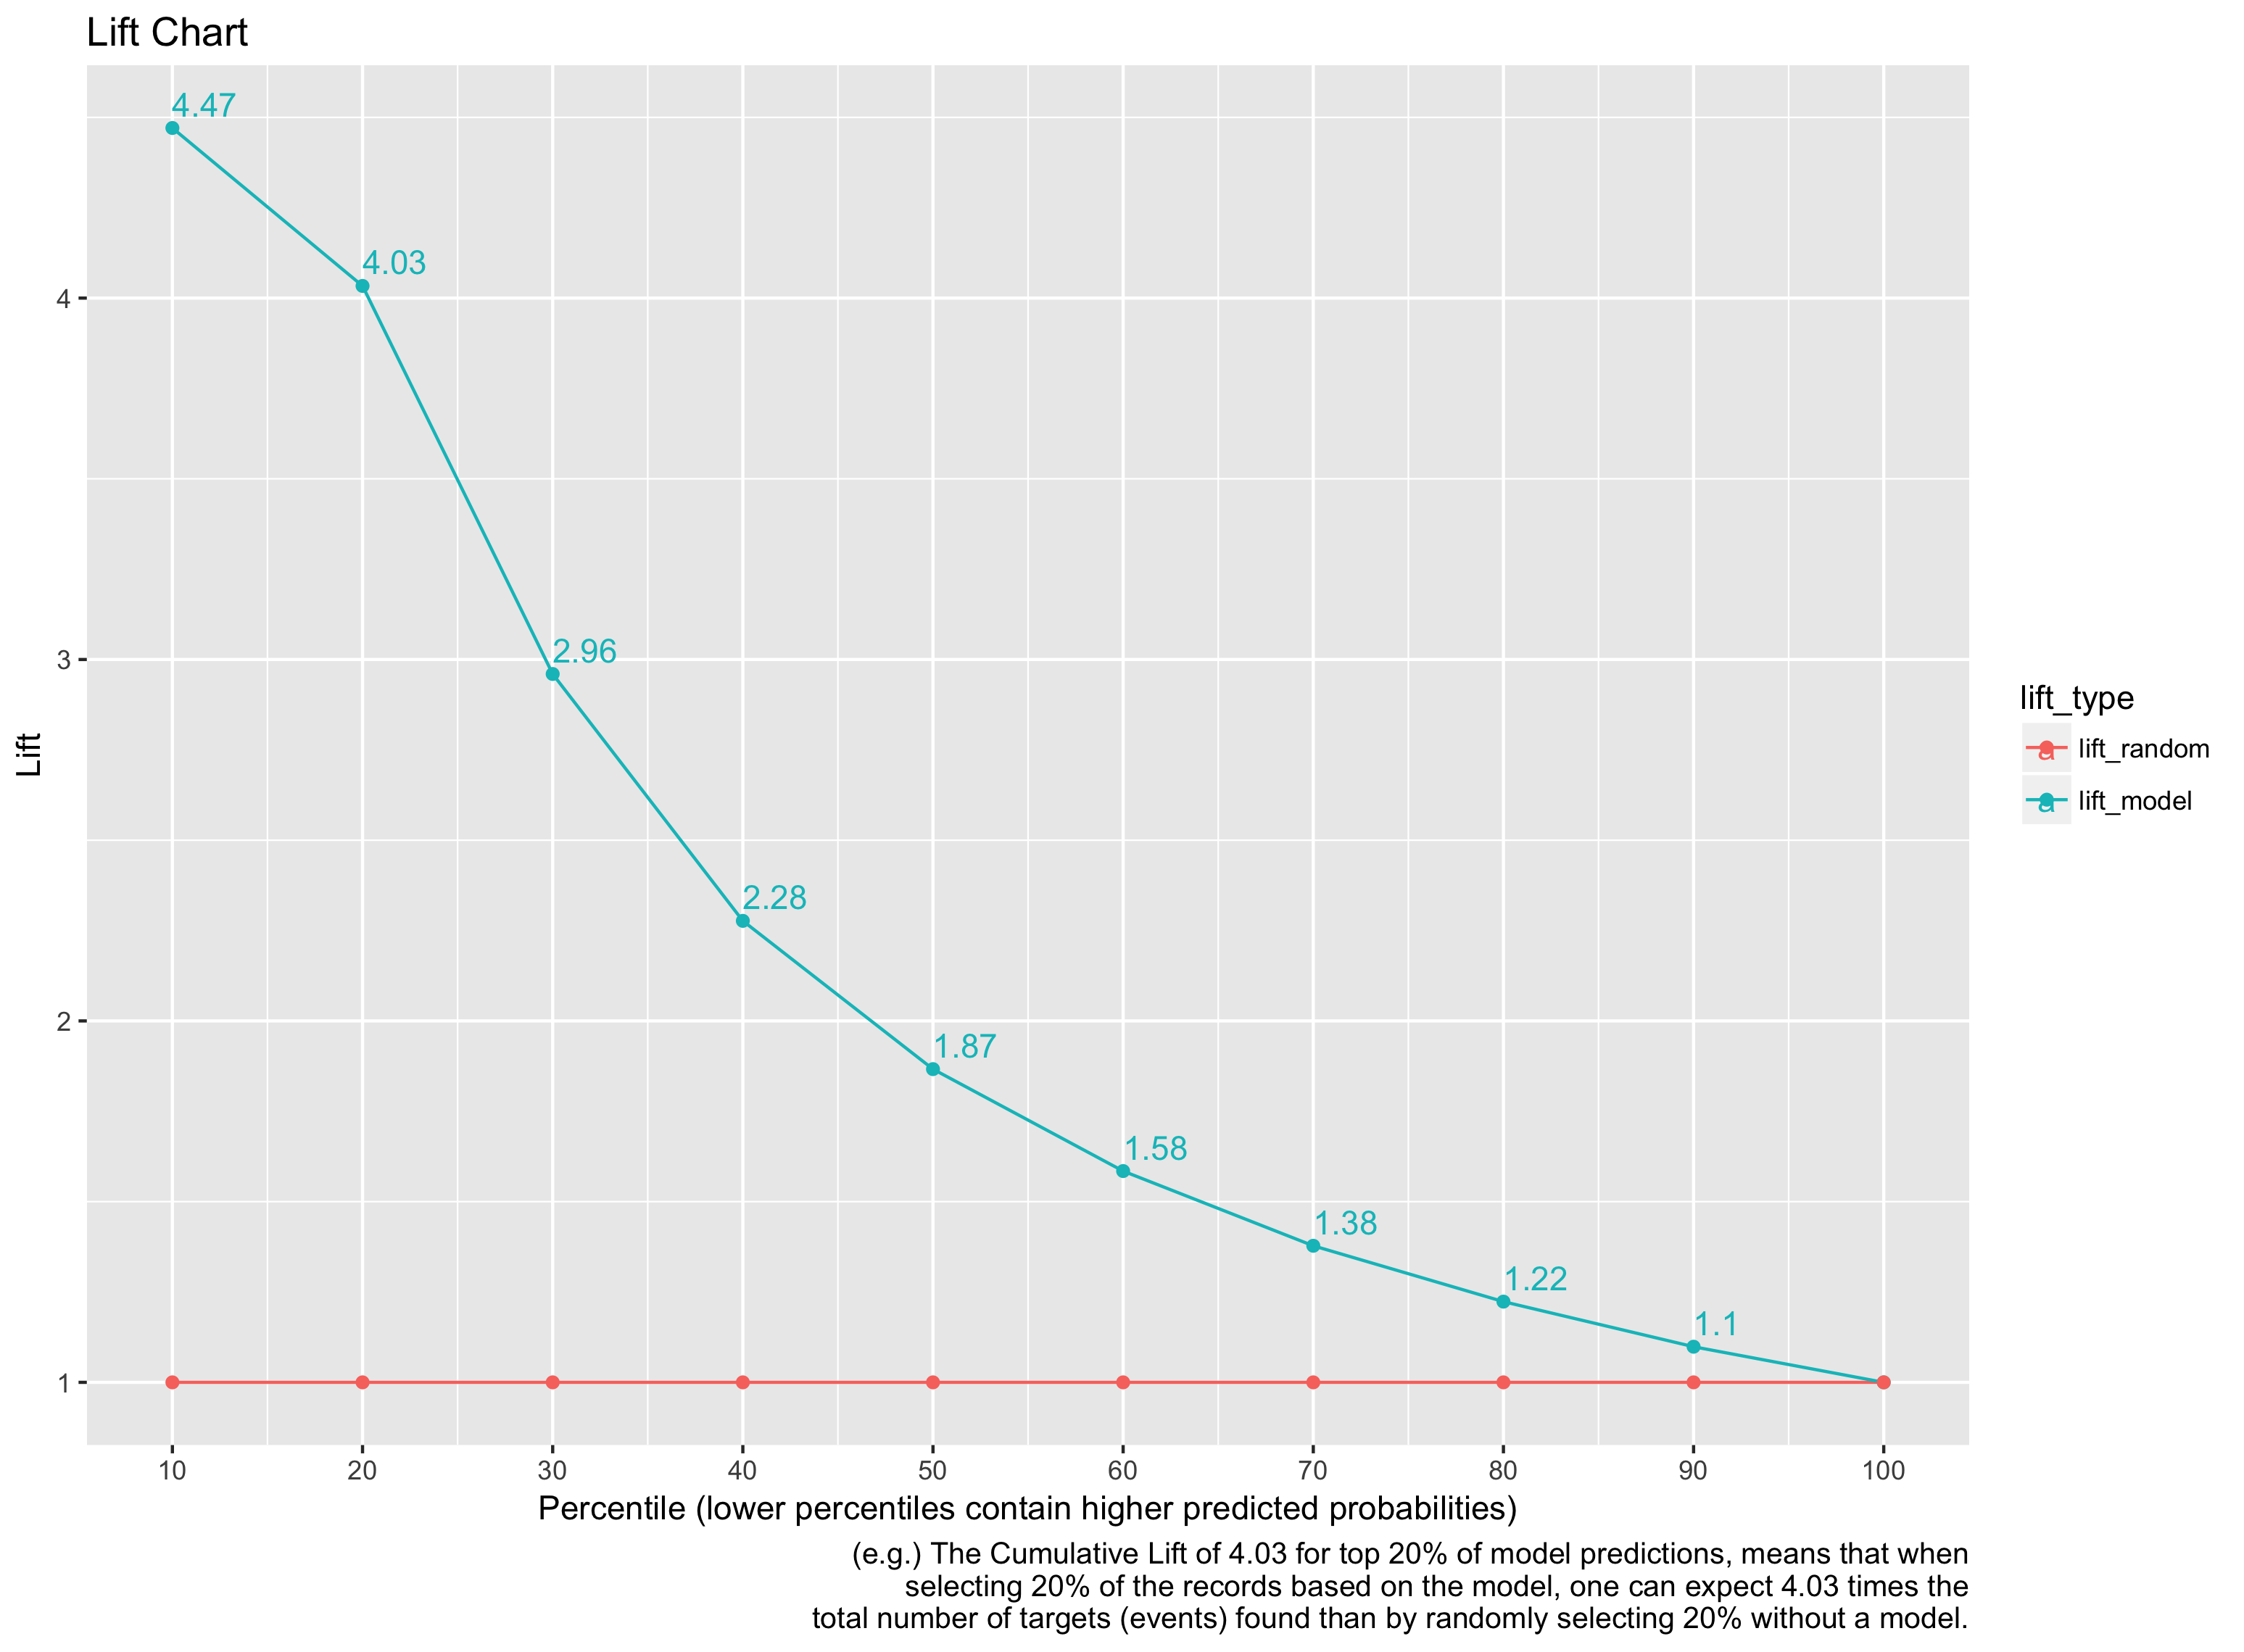 Lift Chart
4.47
4.03
2.96
2.28
1.87
1.58
1.38
1.22
1.1
4
3
2
1
Lift
10 20 30 40 50 60 70 80 90 100
Percentile (lower percentiles contain higher predicted probabilities)
lift_type
a lift_random
a lift_model
(e.g.) The Cumulative Lift of 4.03 for top 20% of model predictions, means that when
selecting 20% of the records based on the model, one can expect 4.03 times the
total number of targets (events) found than by randomly selecting 20% without a model.